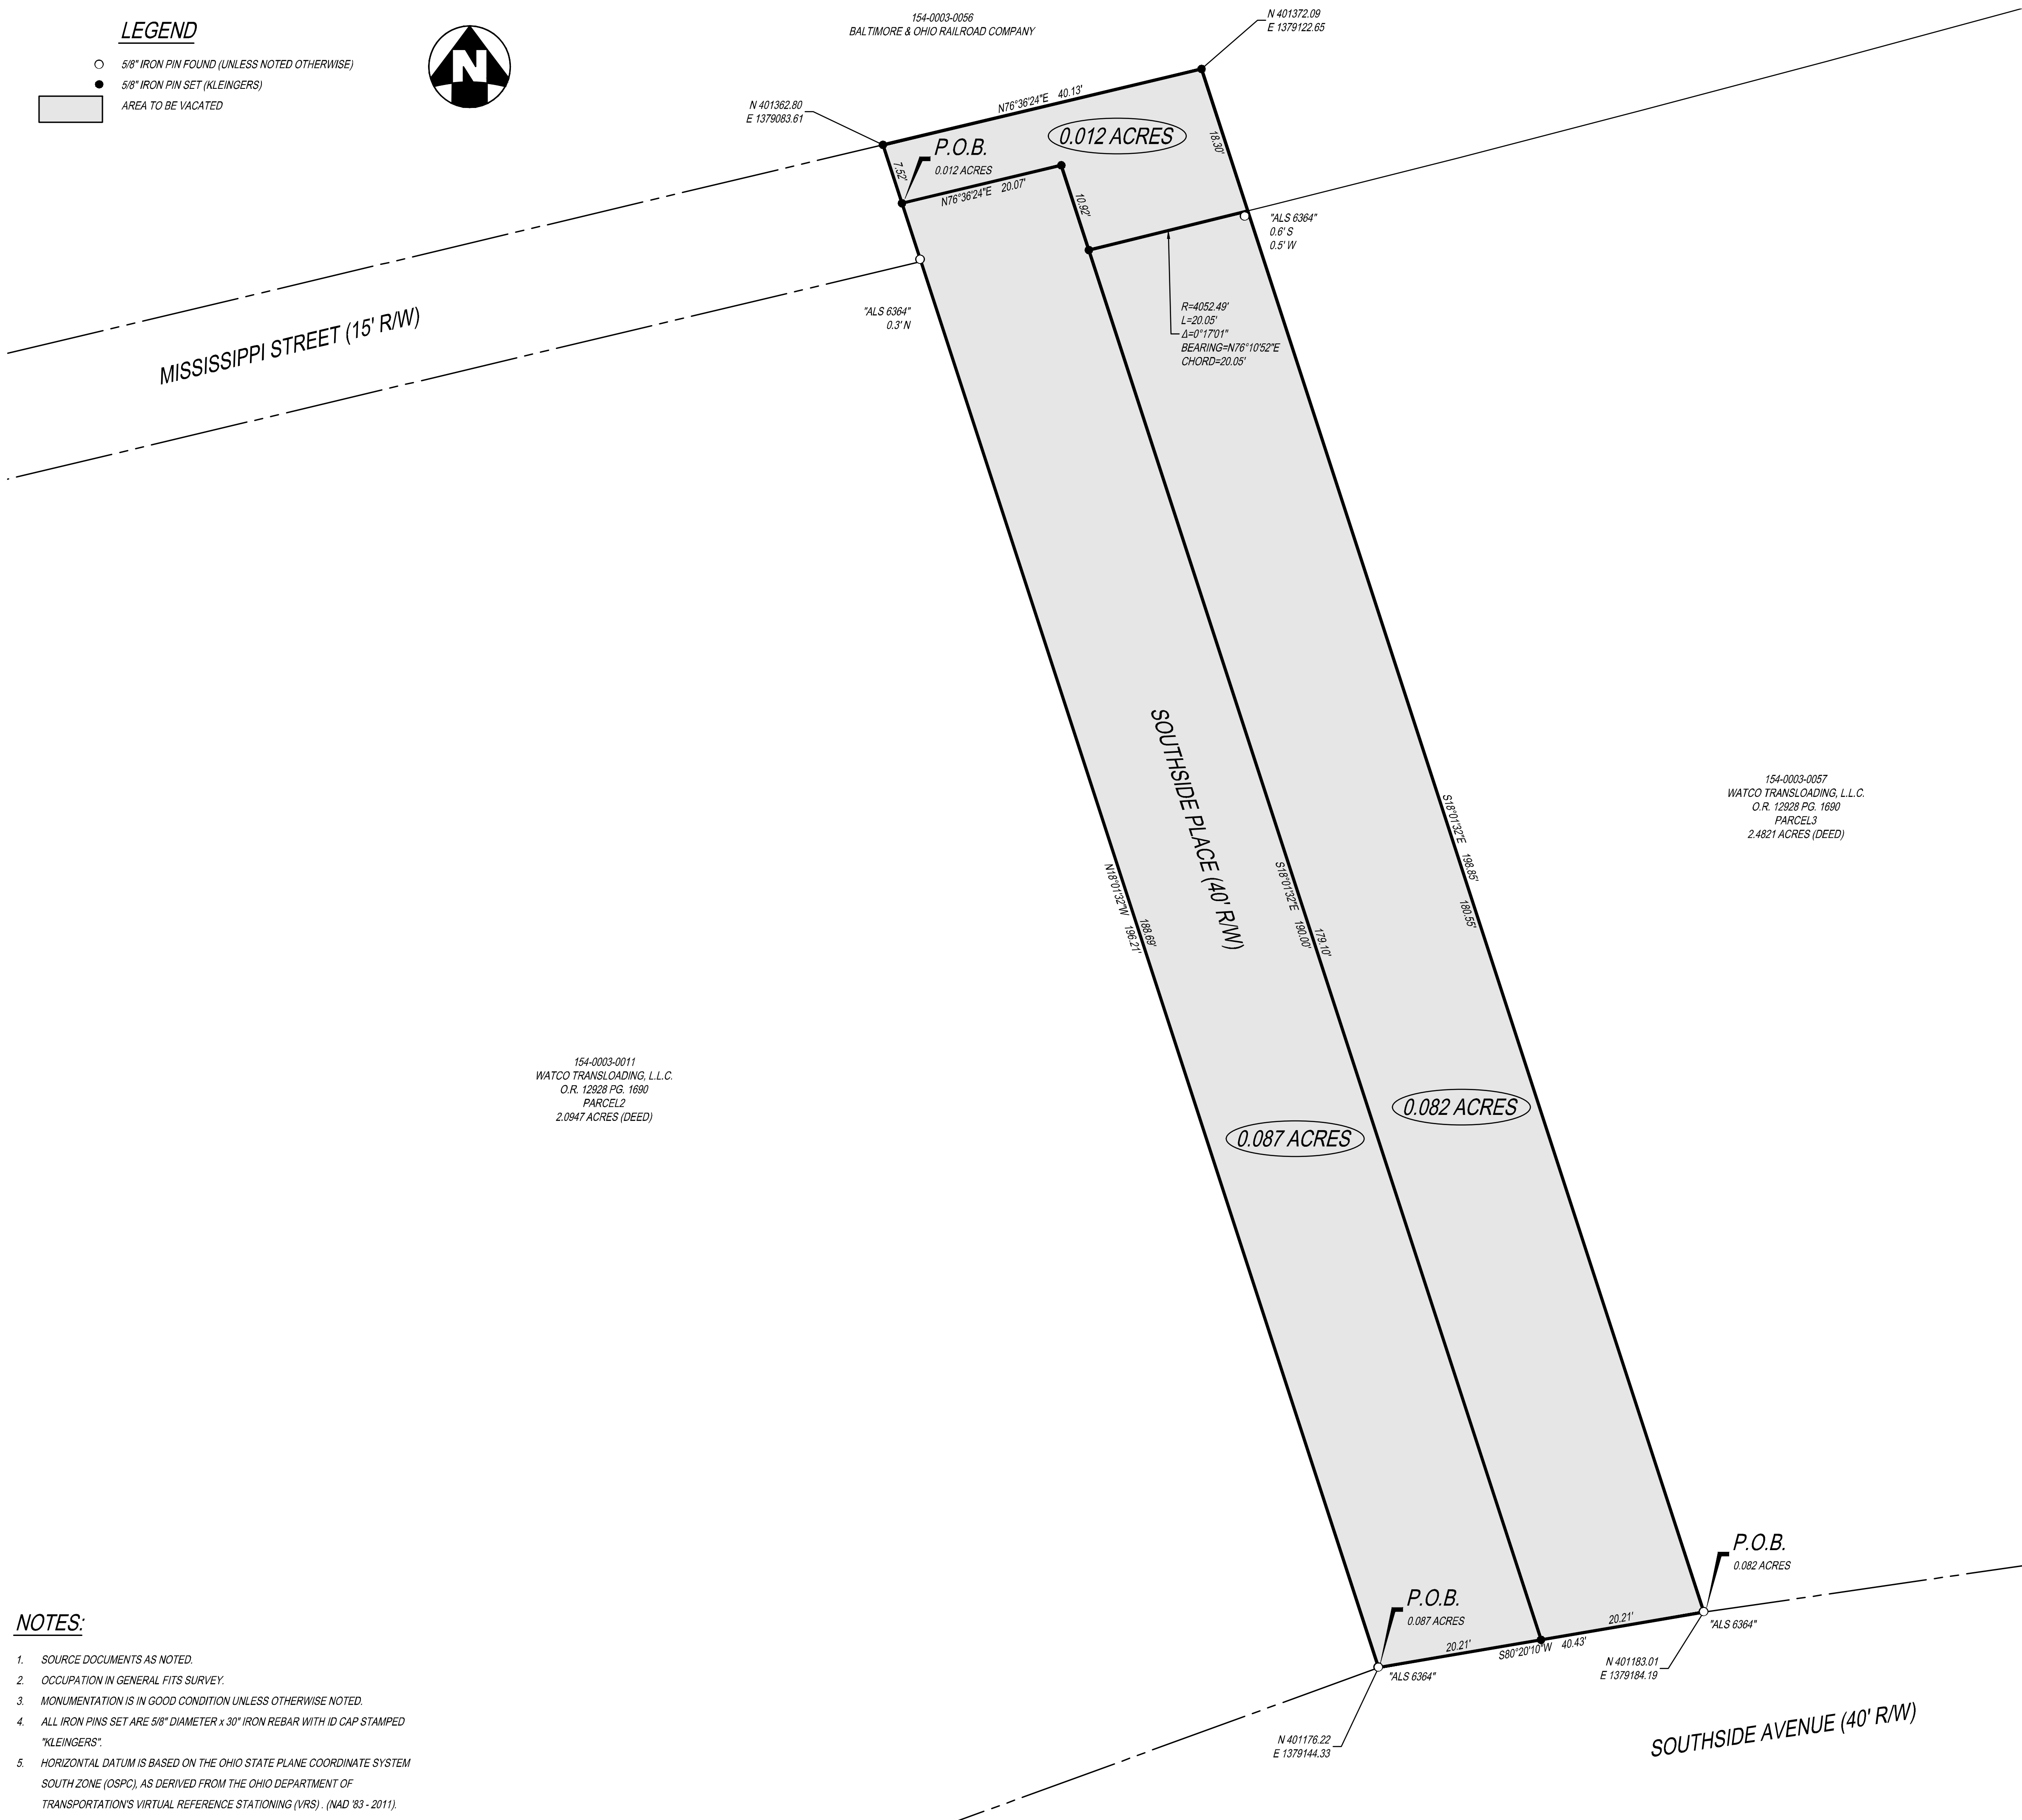 LEGEND
5/8" IRON PIN FOUND (UNLESS NOTED OTHERWISE)
5/8" IRON PIN SET (KLEINGERS)
AREA TO BE VACATED
N
154-0003-0056
BALTIMORE & OHIO RAILROAD COMPANY
N 401372.09
E 1379122.65
N 401362.80
E 1379083.61
N76°36'24"E 40.13'
0.012 ACRES
18.30'
P.O.B.
0.012 ACRES
7.52'
N76°36'24"E 20.07'
10.92'
"ALS 6364"
0.6' S
0.5' W
"ALS 6364"
0.3' N
R=4052.49'
L=20.05'
Δ=0°17'01"
BEARING=N76°10'52"E
CHORD=20.05'
MISSISSIPPI STREET (15' R/W)
SOUTHSIDE PLACE (40' R/W)
154-0003-0057
WATCO TRANSLOADING, L.L.C.
O.R. 12928 PG. 1690
PARCEL3
2.4821 ACRES (DEED)
S18°01'32"E 198.85'
180.55'
N18°01'32"W 196.21'
188.69'
S18°01'32"E 190.00'
179.10'
154-0003-0011
WATCO TRANSLOADING, L.L.C.
O.R. 12928 PG. 1690
PARCEL2
2.0947 ACRES (DEED)
0.082 ACRES
0.087 ACRES
P.O.B.
0.082 ACRES
P.O.B.
0.087 ACRES
20.21'
20.21'
S80°20'10"W 40.43'
"ALS 6364"
"ALS 6364"
N 401183.01
E 1379184.19
N 401176.22
E 1379144.33
SOUTHSIDE AVENUE (40' R/W)
NOTES:
1. SOURCE DOCUMENTS AS NOTED.
2. OCCUPATION IN GENERAL FITS SURVEY.
3. MONUMENTATION IS IN GOOD CONDITION UNLESS OTHERWISE NOTED.
4. ALL IRON PINS SET ARE 5/8" DIAMETER x 30" IRON REBAR WITH ID CAP STAMPED
"KLEINGERS".
5. HORIZONTAL DATUM IS BASED ON THE OHIO STATE PLANE COORDINATE SYSTEM
SOUTH ZONE (OSPC), AS DERIVED FROM THE OHIO DEPARTMENT OF
TRANSPORTATION'S VIRTUAL REFERENCE STATIONING (VRS) . (NAD '83 - 2011).